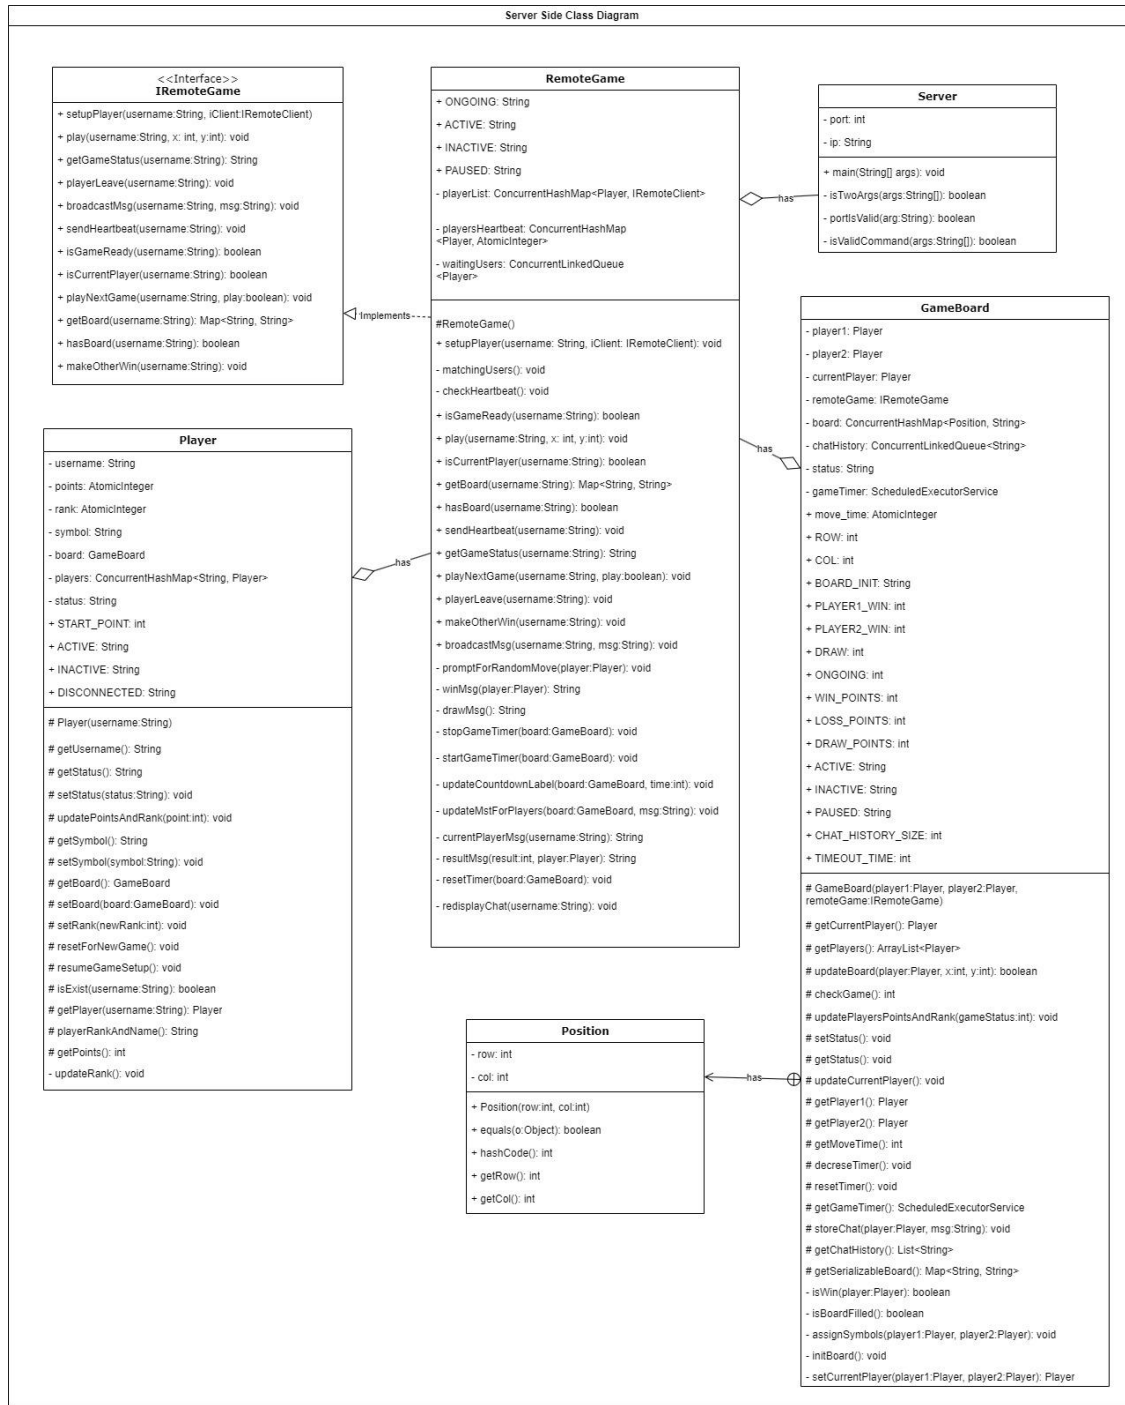 Server Side Class Diagram
<<Interface>>
IRemoteGame
+ setupPlayer(username:String, iClient:IRemoteClient)
+ play(username:String, x: int, y:int): void
+ getGameStatus(username:String): String
+ playerLeave(username:String): void
+ broadcastMsg(username:String, msg:String): void
+ sendHeartbeat(username:String): void
+ isGameReady(username:String): boolean
+ isCurrentPlayer(username:String): boolean
+ playNextGame(username:String, play:boolean): void
+ getBoard(username:String): Map<String, String>
+ hasBoard(username:String): boolean
+ makeOtherWin(username:String): void
Implements
RemoteGame
+ ONGOING: String
+ ACTIVE: String
+ INACTIVE: String
+ PAUSED: String
- playerList: ConcurrentHashMap<Player, IRemoteClient>
- playersHeartbeat: ConcurrentHashMap
<Player, AtomicInteger>
- waitingUsers: ConcurrentLinkedQueue
<Player>
#RemoteGame()
+ setupPlayer(username: String, iClient: IRemoteClient): void
- matchingUsers(): void
- checkHeartbeat(): void
+ isGameReady(username:String): boolean
+ play(username:String, x: int, y:int): void
+ isCurrentPlayer(username:String): boolean
+ getBoard(username:String): Map<String, String>
+ hasBoard(username:String): boolean
+ sendHeartbeat(username:String): void
+ getGameStatus(username:String): String
+ playNextGame(username:String, play:boolean): void
+ playerLeave(username:String): void
+ makeOtherWin(username:String): void
+ broadcastMsg(username:String, msg:String): void
- promptForRandomMove(player:Player): void
- winMsg(player:Player): String
- drawMsg(): String
- stopGameTimer(board:GameBoard): void
- startGameTimer(board:GameBoard): void
- updateCountdownLabel(board:GameBoard, time:int): void
- updateMstForPlayers(board:GameBoard, msg:String): void
- currentPlayerMsg(username:String): String
- resultMsg(result:int, player:Player): String
- resetTimer(board:GameBoard): void
- redisplayChat(username:String): void
has
Server
- port: int
- ip: String
+ main(String[] args): void
- isTwoArgs(args:String[]): boolean
- portIsValid(arg:String): boolean
- isValidCommand(args:String[]): boolean
has
GameBoard
- player1: Player
- player2: Player
- currentPlayer: Player
- remoteGame: IRemoteGame
- board: ConcurrentHashMap<Position, String>
- chatHistory: ConcurrentLinkedQueue<String>
- status: String
- gameTimer: ScheduledExecutorService
+ move_time: AtomicInteger
+ ROW: int
+ COL: int
+ BOARD_INIT: String
+ PLAYER1_WIN: int
+ PLAYER2_WIN: int
+ DRAW: int
+ ONGOING: int
+ WIN_POINTS: int
+ LOSS_POINTS: int
+ DRAW_POINTS: int
+ ACTIVE: String
+ INACTIVE: String
+ PAUSED: String
+ CHAT_HISTORY_SIZE: int
+ TIMEOUT_TIME: int
# GameBoard(player1:Player, player2:Player,
remoteGame:IRemoteGame)
# getCurrentPlayer(): Player
# getPlayers(): ArrayList<Player>
# updateBoard(player:Player, x:int, y:int): boolean
# checkGame(): int
# updatePlayersPointsAndRank(gameStatus:int): void
# setStatus(): void
# getStatus(): void
# updateCurrentPlayer(): void
# getPlayer1(): Player
# getPlayer2(): Player
# getMoveTime(): int
# decreseTimer(): void
# resetTimer(): void
# getGameTimer(): ScheduledExecutorService
# storeChat(player:Player, msg:String): void
# getChatHistory(): List<String>
# getSerializableBoard(): Map<String, String>
- isWin(player:Player): boolean
- isBoardFilled(): boolean
- assignSymbols(player1:Player, player2:Player): void
- initBoard(): void
- setCurrentPlayer(player1:Player, player2:Player): Player
Player
- username: String
- points: AtomicInteger
- rank: AtomicInteger
- symbol: String
- board: GameBoard
- players: ConcurrentHashMap<String, Player>
- status: String
+ START_POINT: int
+ ACTIVE: String
+ INACTIVE: String
+ DISCONNECTED: String
# Player(username:String)
# getUsername(): String
# getStatus(): String
# setStatus(status:String): void
# updatePointsAndRank(point:int): void
# getSymbol(): String
# setSymbol(symbol:String): void
# getBoard(): GameBoard
# setBoard(board:GameBoard): void
# setRank(newRank:int): void
# resetForNewGame(): void
# resumeGameSetup(): void
# isExist(username:String): boolean
# getPlayer(username:String): Player
# playerRankAndName(): String
# getPoints(): int
- updateRank(): void
has
Position
- row: int
- col: int
+ Position(row:int, col:int)
+ equals(o:Object): boolean
+ hashCode(): int
+ getRow(): int
+ getCol(): int
has